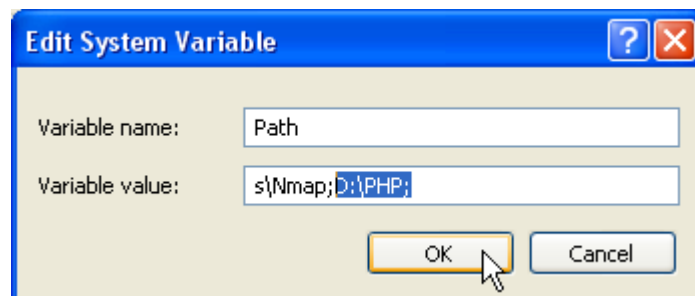 Edit System Variable
Variable name: Path
Variable value: s\Nmap;D:\PHP;
OK Cancel